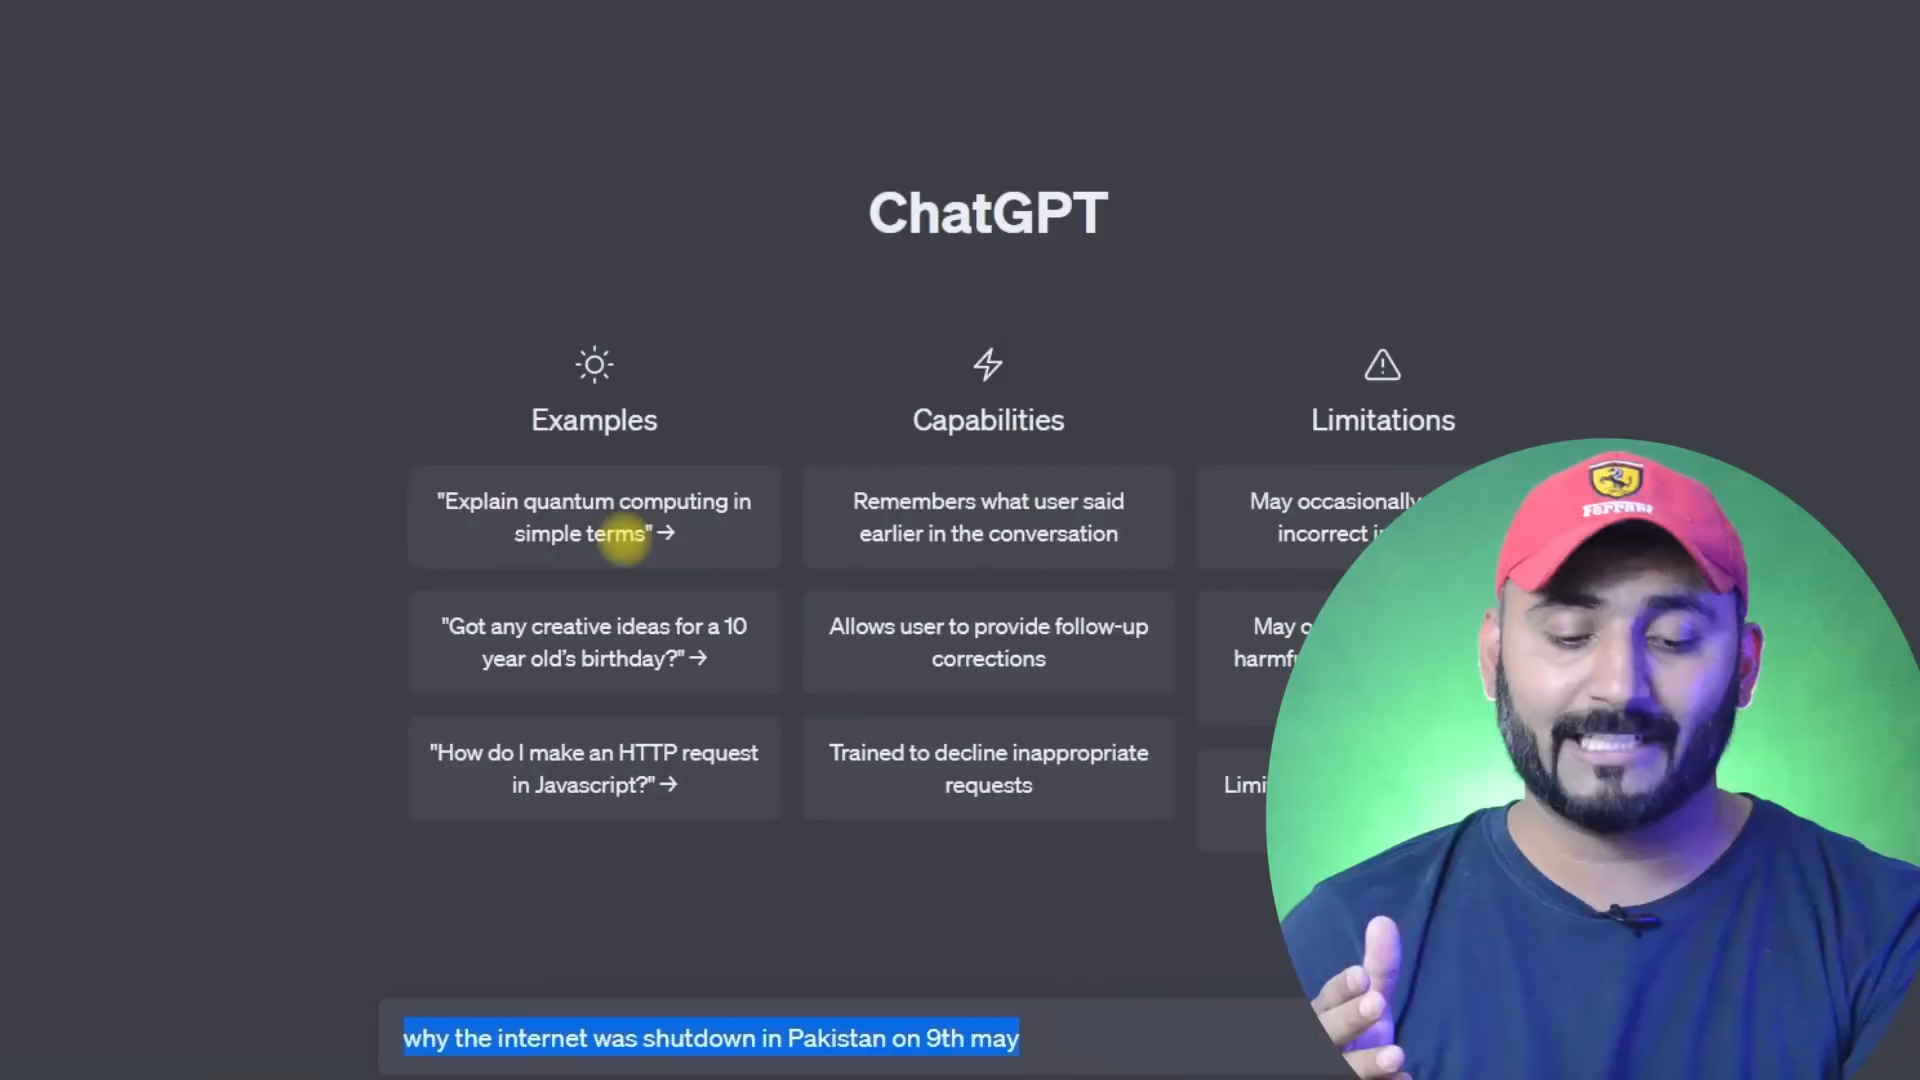 ChatGPT
Examples
"Explain quantum computing in
simple terms" →
"Got any creative ideas for a 10
year old's birthday?" →
"How do I make an HTTP request
in Javascript?" →
Capabilities
Remembers what user said
earlier in the conversation
Allows user to provide follow-up
corrections
Trained to decline inappropriate
requests
Limitations
May occasionally
incorrect
May
Ferrari
why the internet was shutdown in Pakistan on 9th may